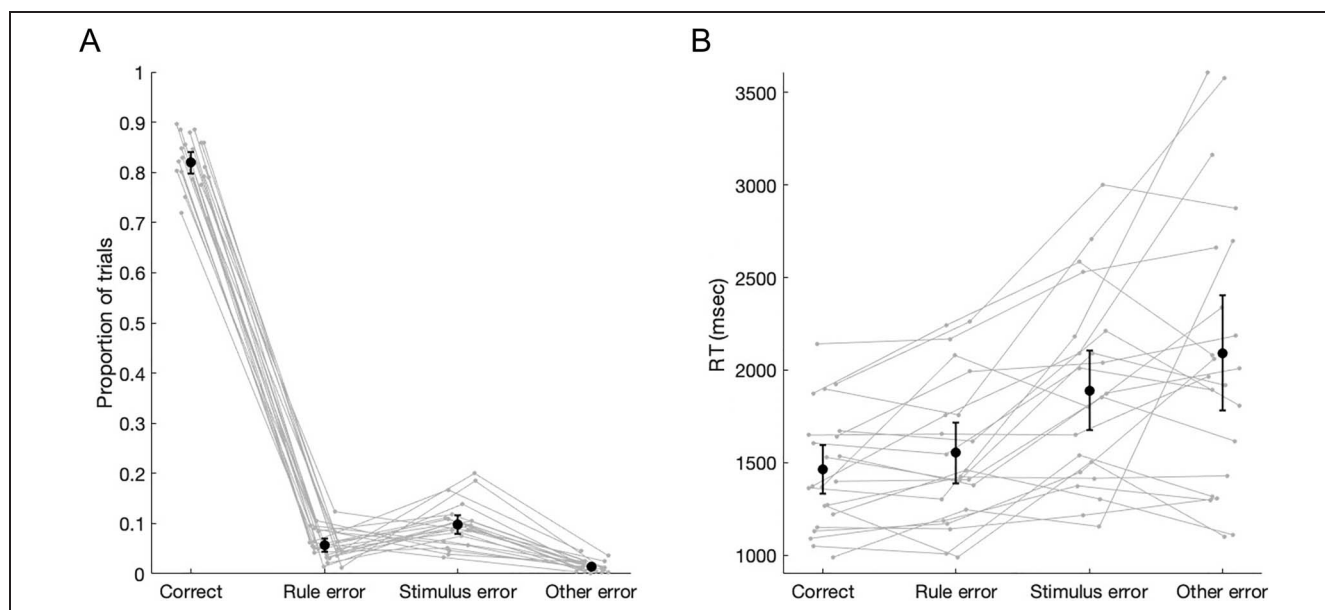 A
B
Proportion of trials
1
0.9
0.8
0.7
0.6
0.5
0.4
0.3
0.2
0.1
0
Correct Rule error Stimulus error Other error
RT (msec)
3500
3000
2500
2000
1500
1000
Correct Rule error Stimulus error Other error